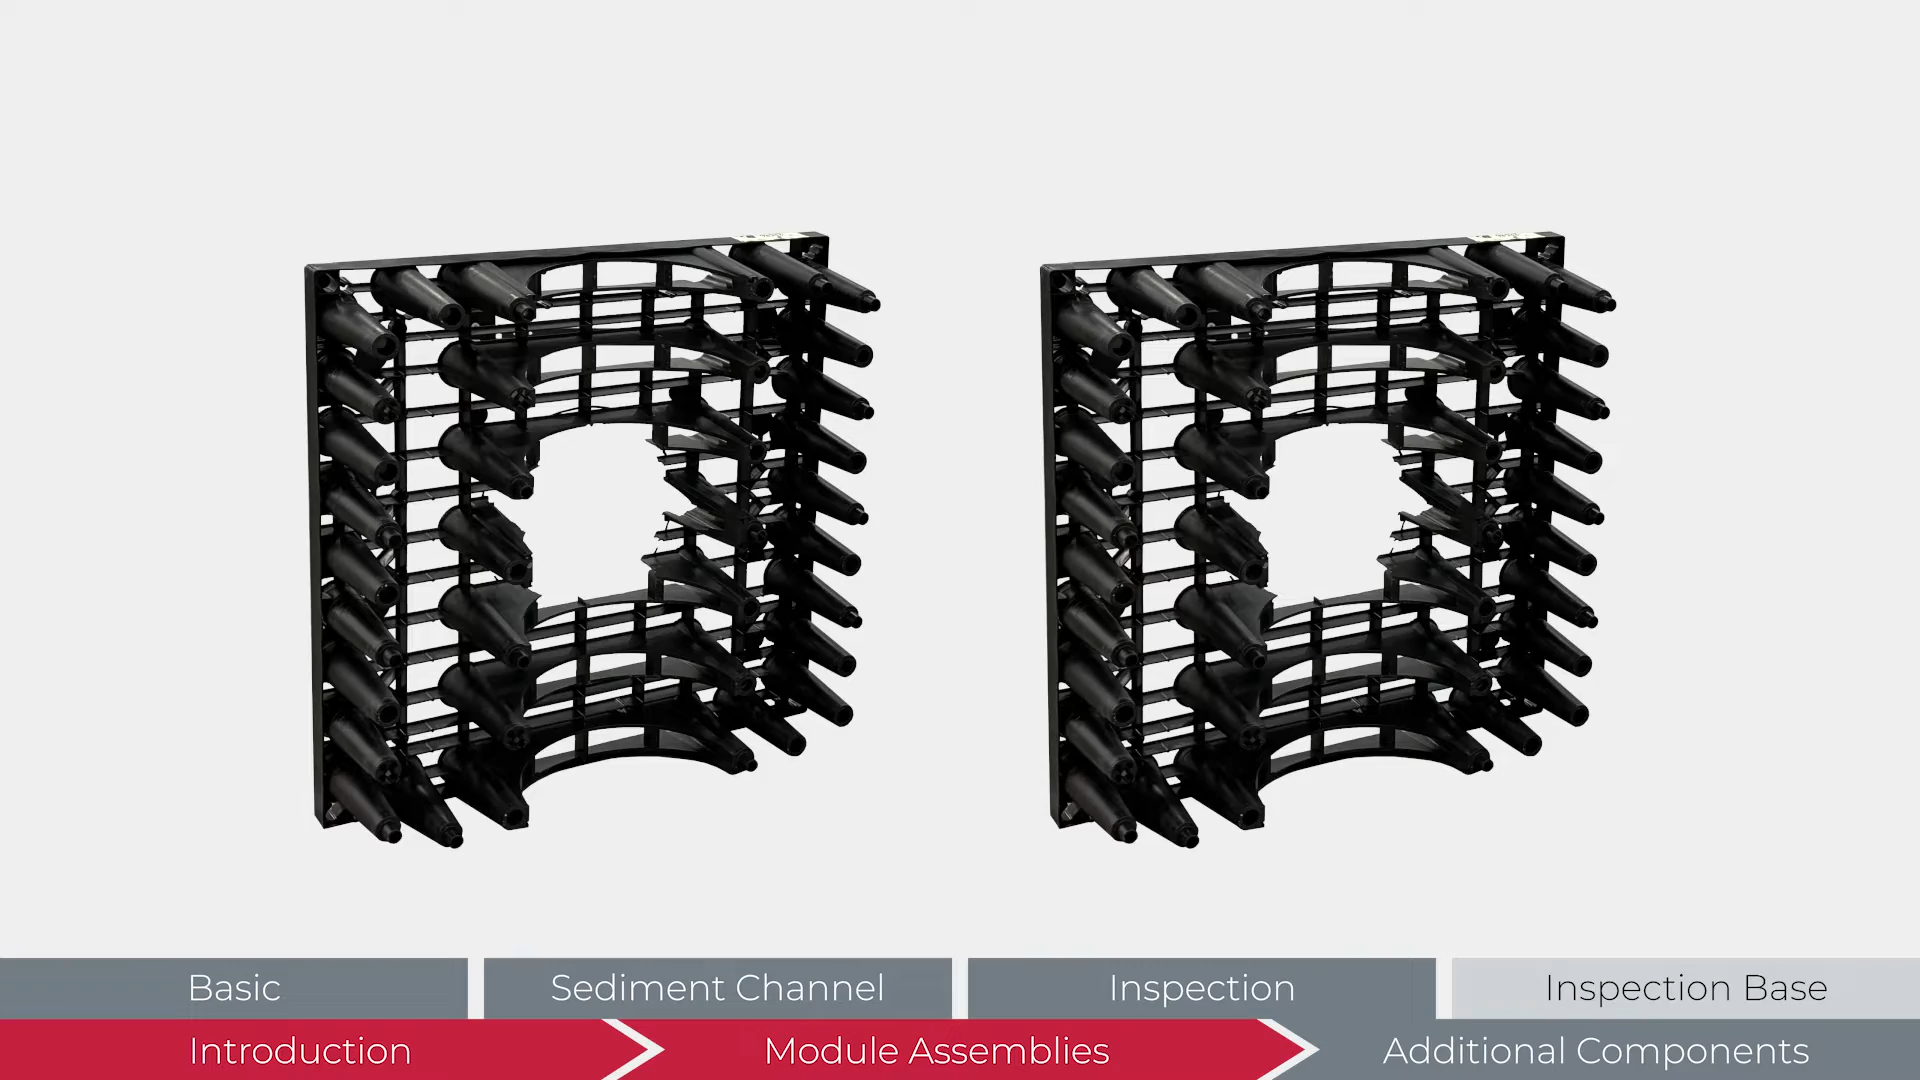 Basic
Sediment Channel
Inspection
Inspection Base
Introduction
Module Assemblies
Additional Components